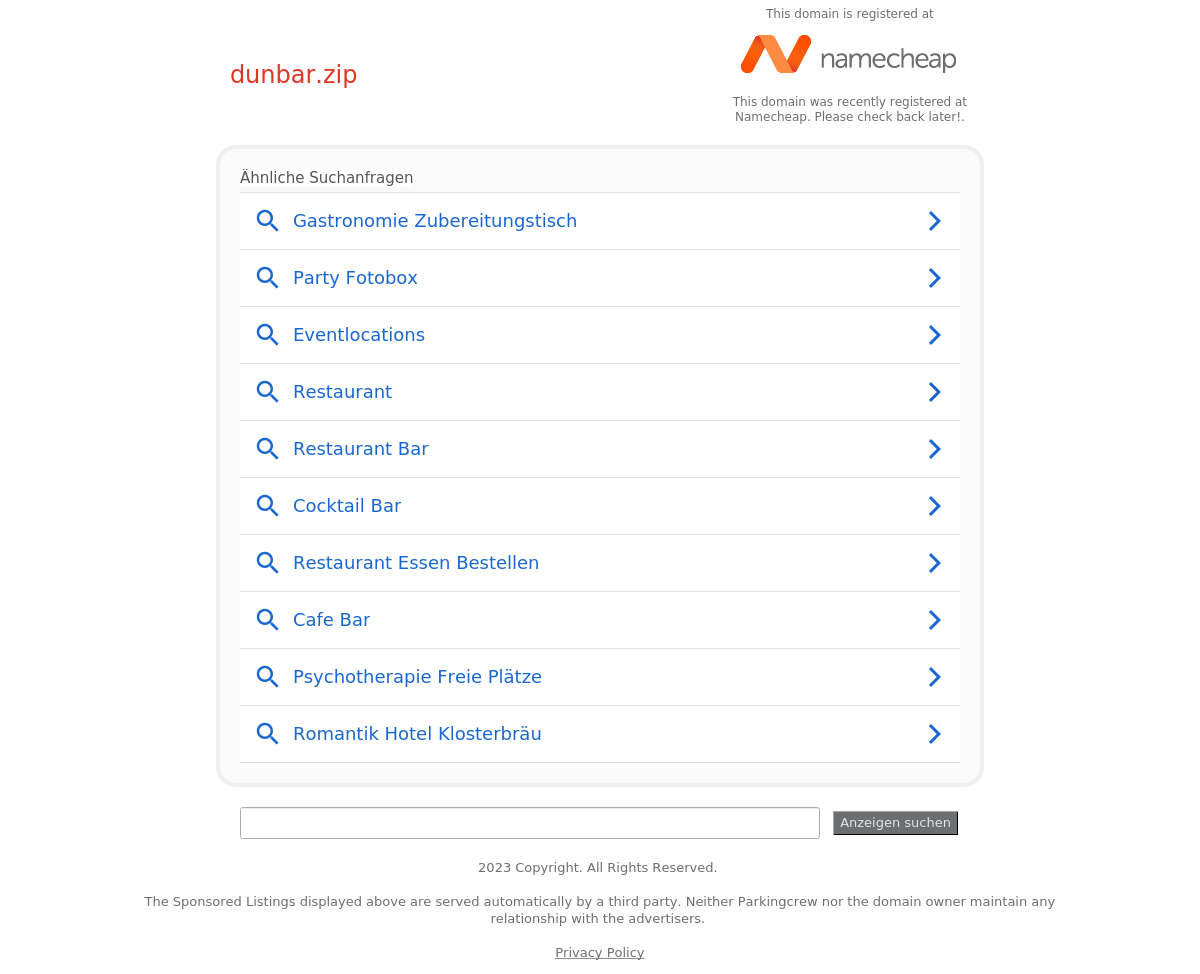 This domain is registered at
namecheap
dunbar.zip
This domain was recently registered at
Namecheap. Please check back later!.
Ähnliche Suchanfragen
Gastronomie Zubereitungstisch
Party Fotobox
Eventlocations
Restaurant
Restaurant Bar
Cocktail Bar
Restaurant Essen Bestellen
Cafe Bar
Psychotherapie Freie Plätze
Romantik Hotel Klosterbräu
Anzeigen suchen
2023 Copyright. All Rights Reserved.
The Sponsored Listings displayed above are served automatically by a third party. Neither Parkingcrew nor the domain owner maintain any
relationship with the advertisers.
Privacy Policy